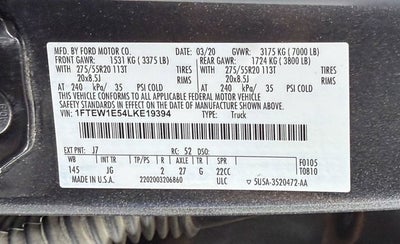 MFD. BY FORD MOTOR CO. 03/20 GVWR: 3175 KG ( 7000 LB)
FRONT GAWR: 1531 KG ( 3375 LB) REAR GAWR: 1724 KG ( 3800 LB)
WITH 275/55R20 113T TIRES WITH 275/55R20 113T TIRES
20x8.5J RIMS 20x8.5J RIMS
AT 240 kPa/ 35 PSI COLD AT 240 kPa/ 35 PSI COLD
THIS VEHICLE CONFORMS TO ALL APPLICABLE FEDERAL MOTOR VEHICLE
SAFETY STANDARDS IN EFFECT ON THE DATE OF MANUFACTURE SHOWN ABOVE.
VIN: 1FTEW1E54LKE19394 TYPE: Truck
EXT PNT: J7 RC: 52 DSO:
WB INT TR TP/PS R AXLE TR SPR F0105
145 JG 2 27 G 22CC T0810
MADE IN U.S.A. 2202003206860 ULC 5U5A-3520472-AA